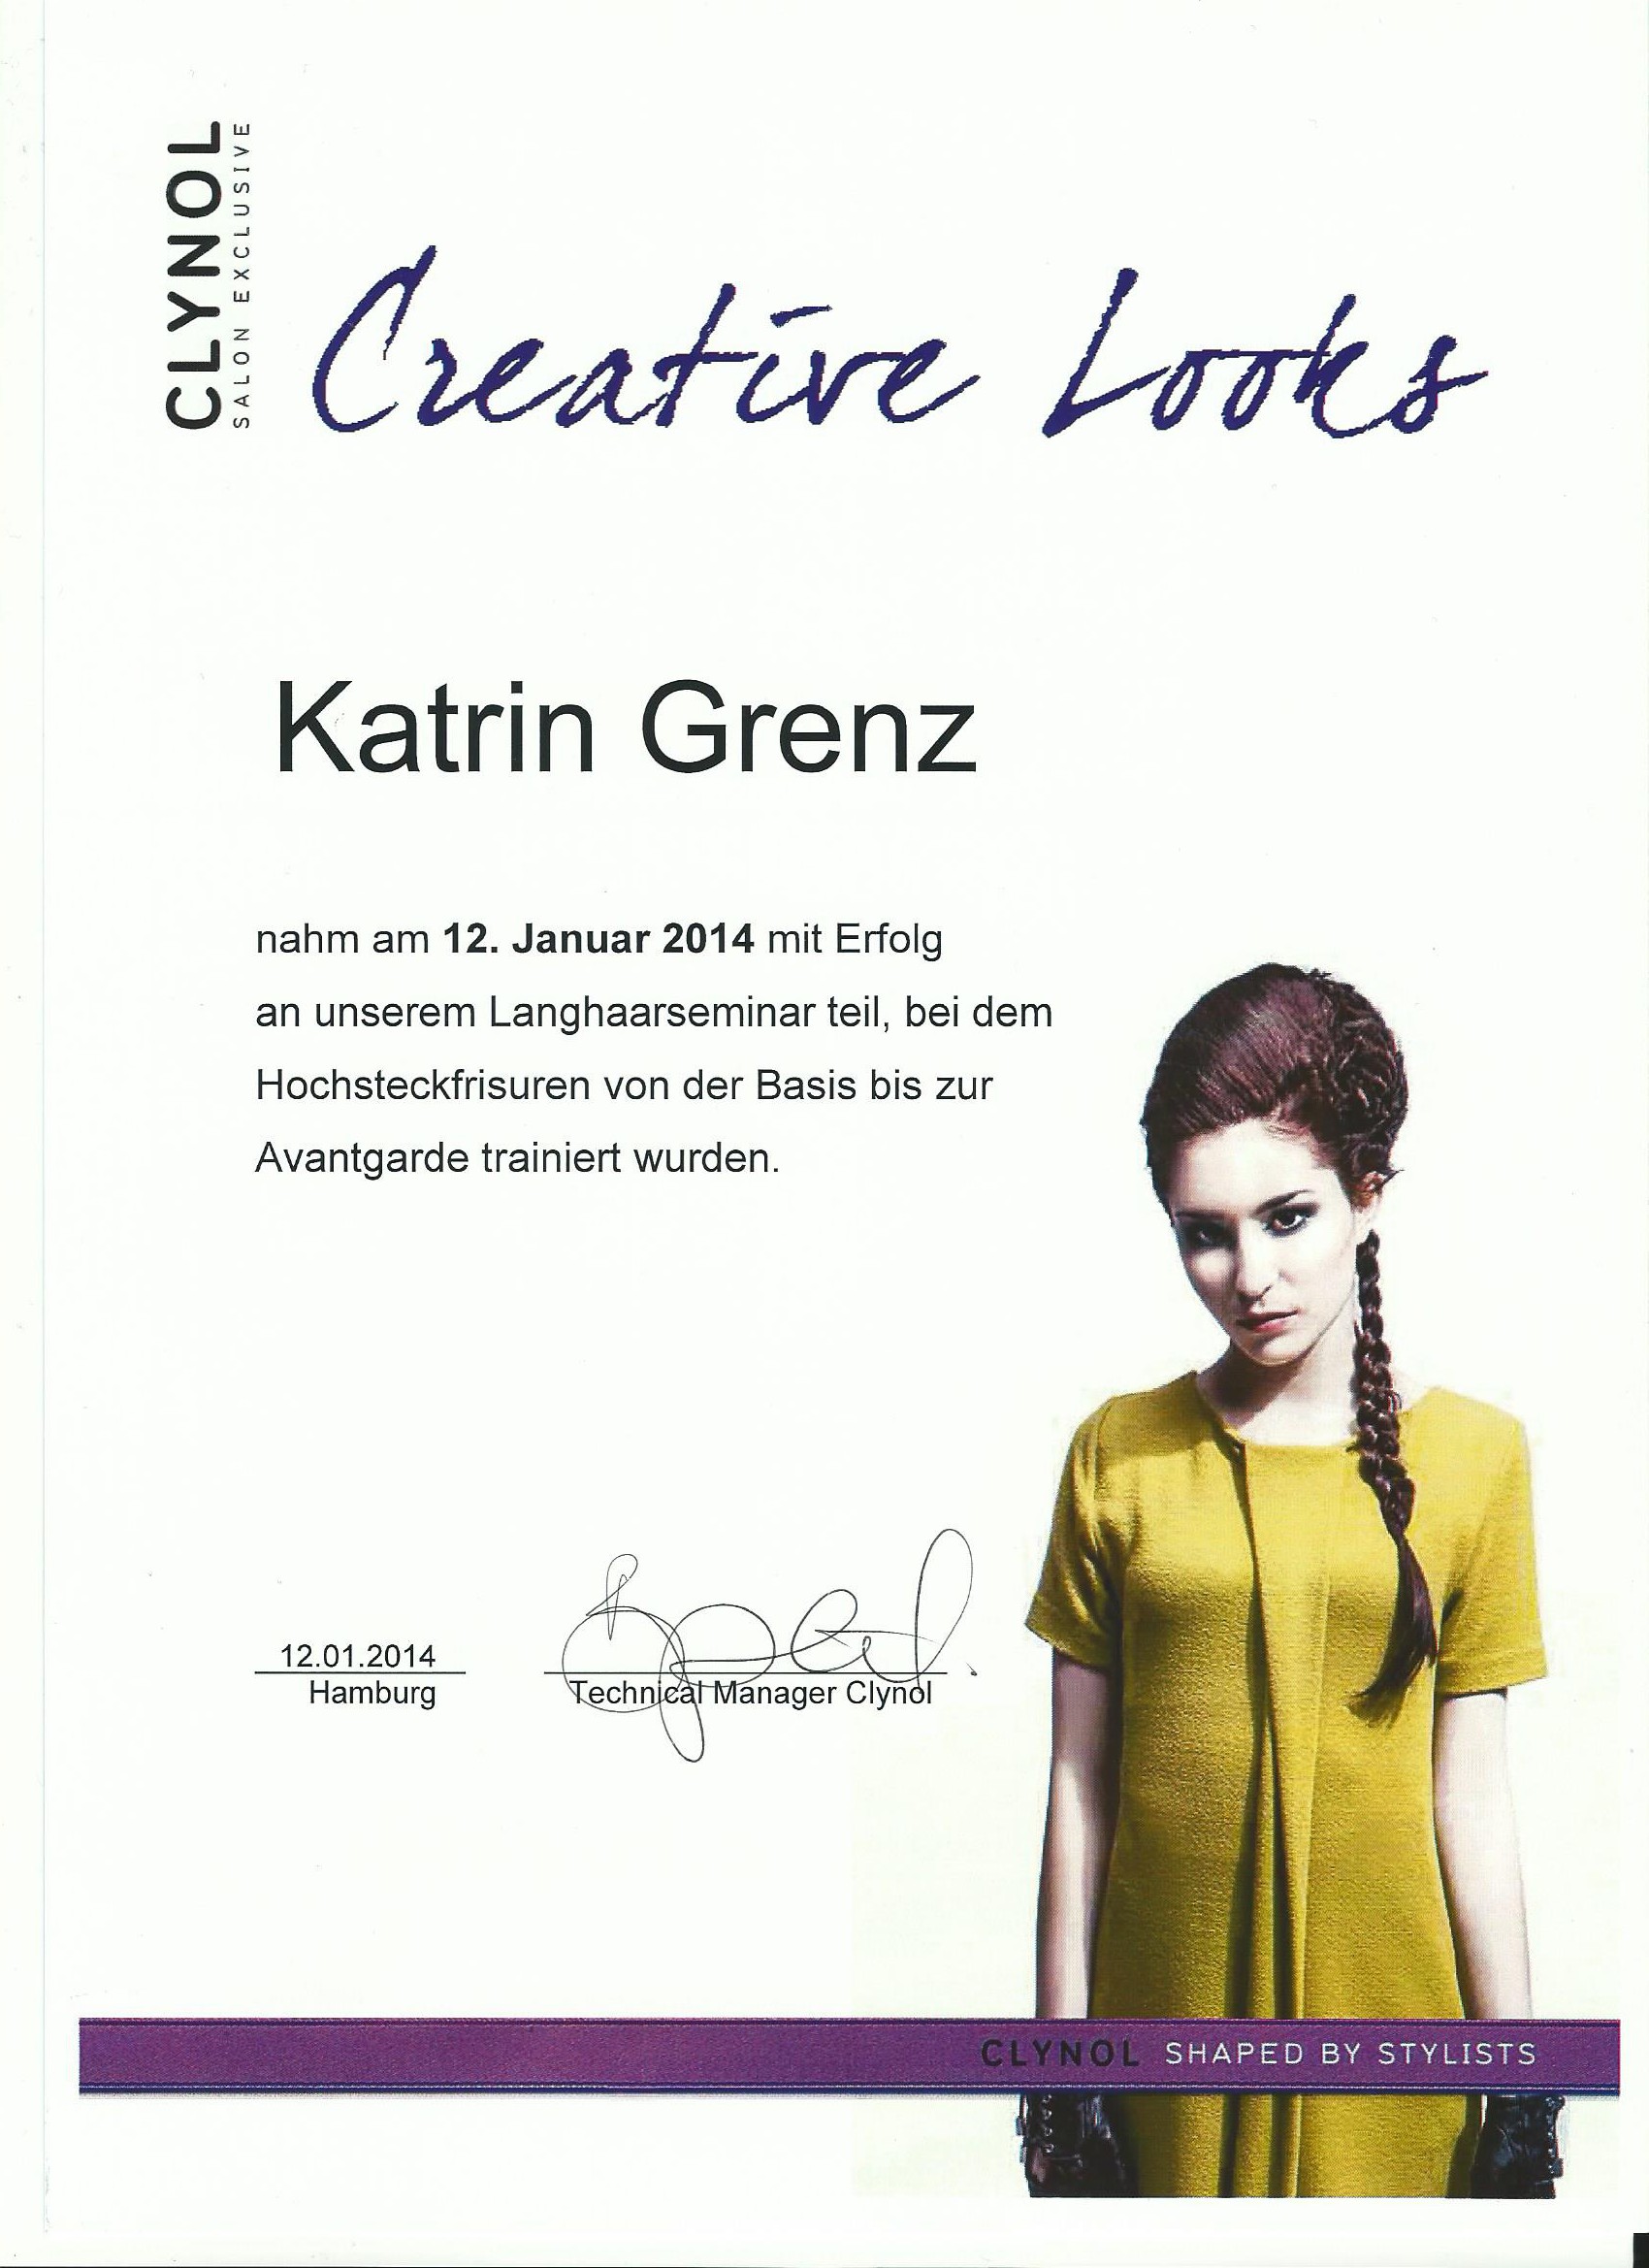 CLYNOL
SALON EXCLUSIVE
Creative Looks
Katrin Grenz
nahm am 12. Januar 2014 mit Erfolg
an unserem Langhaarseminar teil, bei dem
Hochsteckfrisuren von der Basis bis zur
Avantgarde trainiert wurden.
12.01.2014
Hamburg
Technical Manager Clynol
CLYNOL SHAPED BY STYLISTS